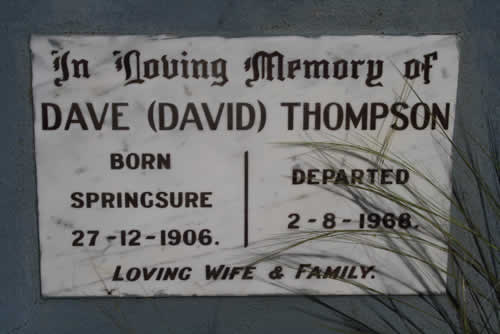 In Loving Memory of
DAVE (DAVID) THOMPSON
BORN
SPRINGSURE
27-12-1906.
DEPARTED
2-8-1968.
LOVING WIFE & FAMILY.